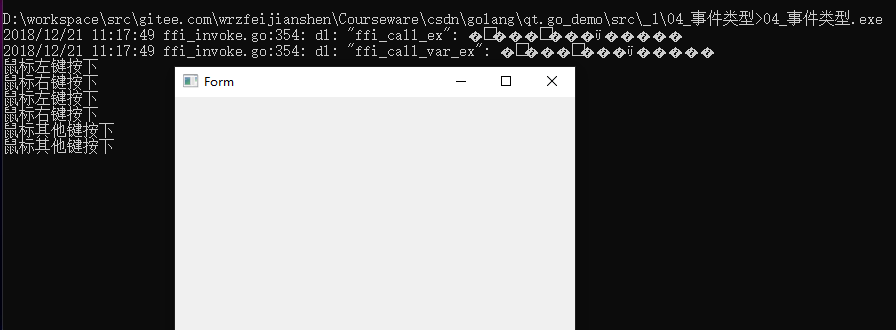 D:\workspace\src\gitee.com\wrzfeijianshen\Courseware\csdn\golang\qt.go_demo\src\_1\04_事件类型>04_事件类型.exe
2018/12/21 11:17:49 ffi_invoke.go:354: dl: "ffi_call_ex": �□���□���ÿ�����
2018/12/21 11:17:49 ffi_invoke.go:354: dl: "ffi_call_var_ex": �□���□���ÿ�����
鼠标左键按下
鼠标右键按下
鼠标左键按下
鼠标右键按下
鼠标其他键按下
鼠标其他键按下
Form